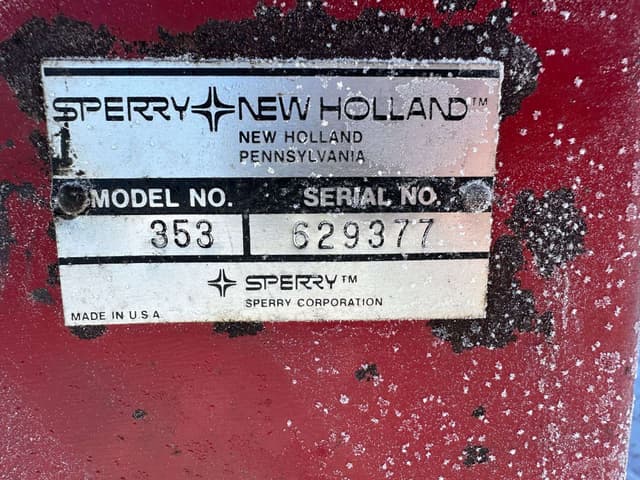 SPERRY NEW HOLLAND™
NEW HOLLAND
PENNSYLVANIA
MODEL NO. SERIAL NO.
353 629377
SPERRY™
SPERRY CORPORATION
MADE IN U.S.A